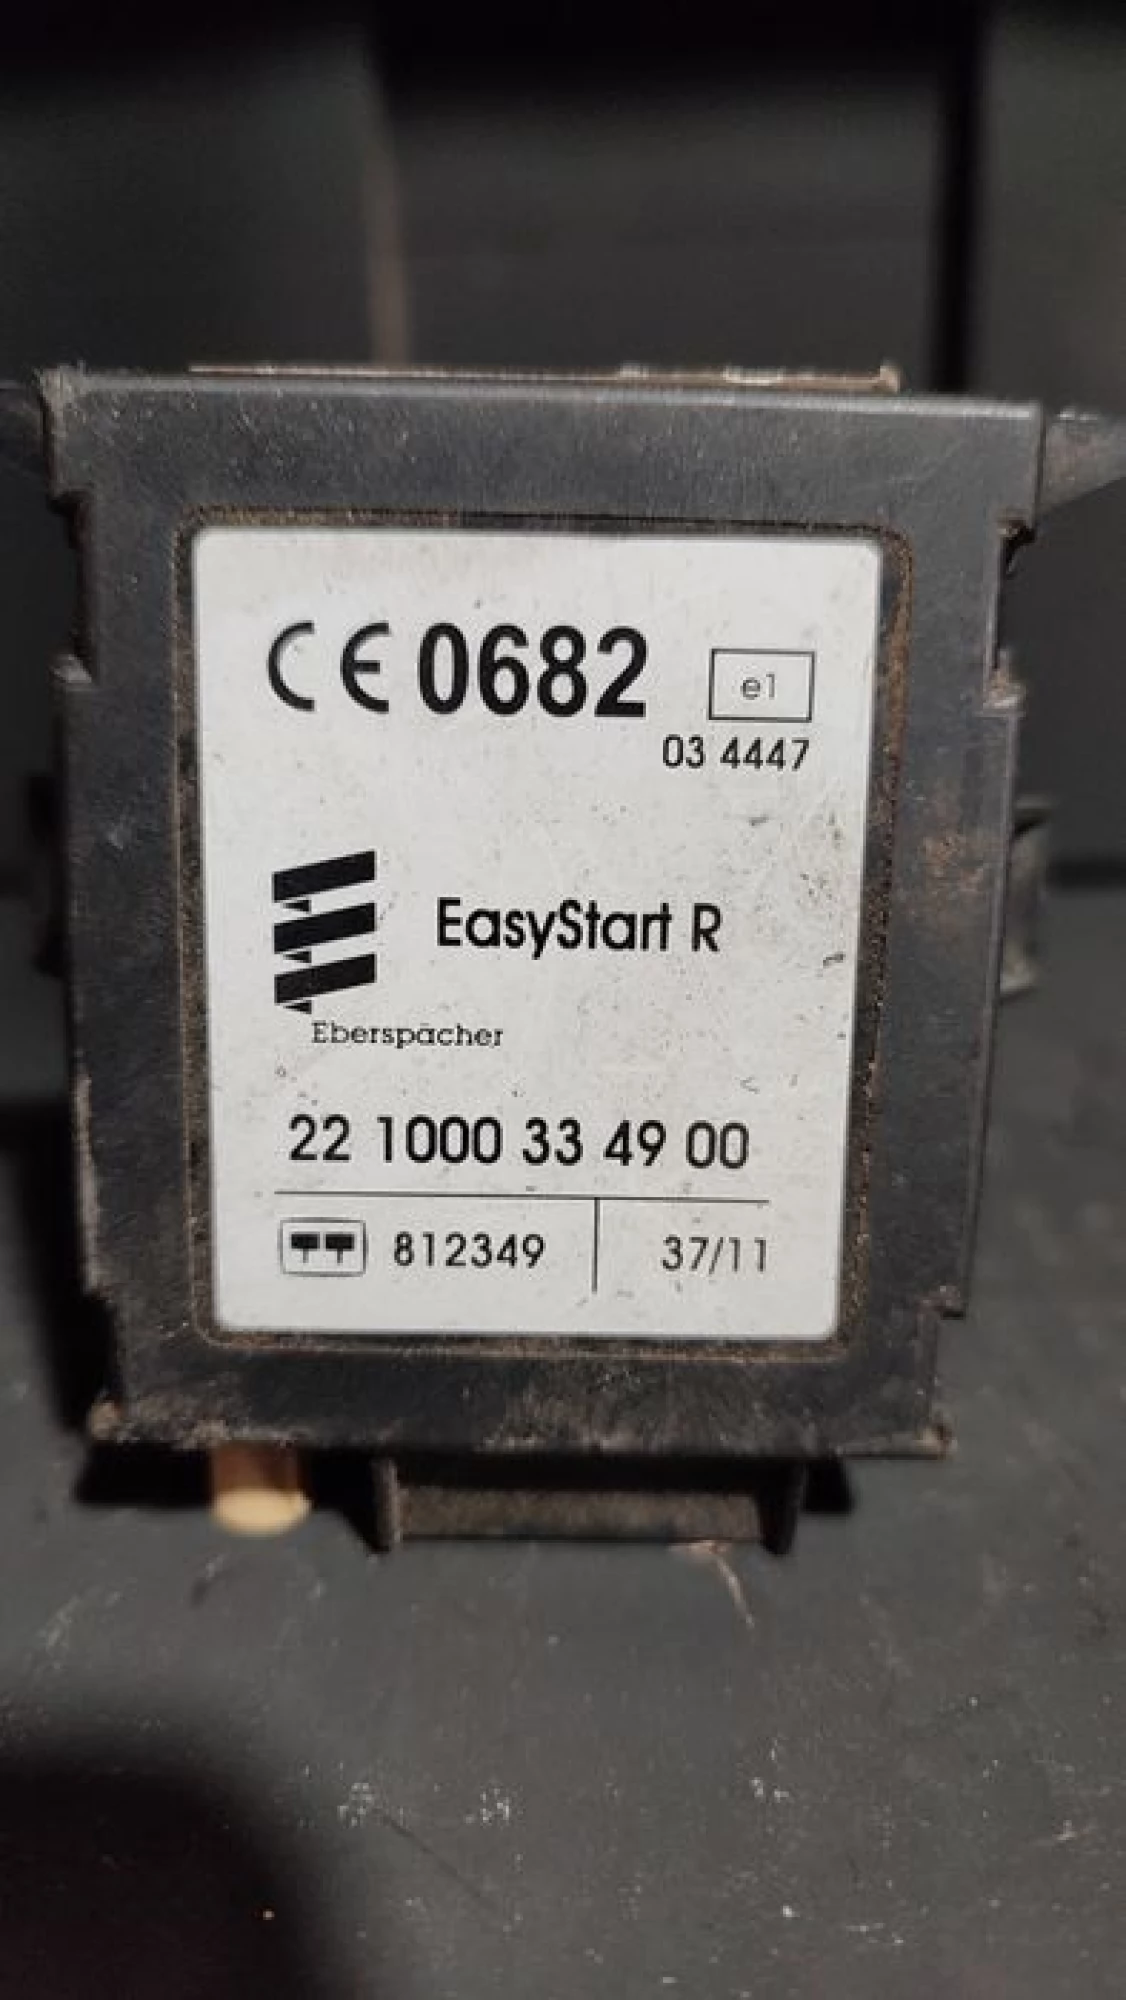 CE 0682
e1
03 4447
EasyStart R
Eberspächer
22 1000 33 49 00
812349 37/11